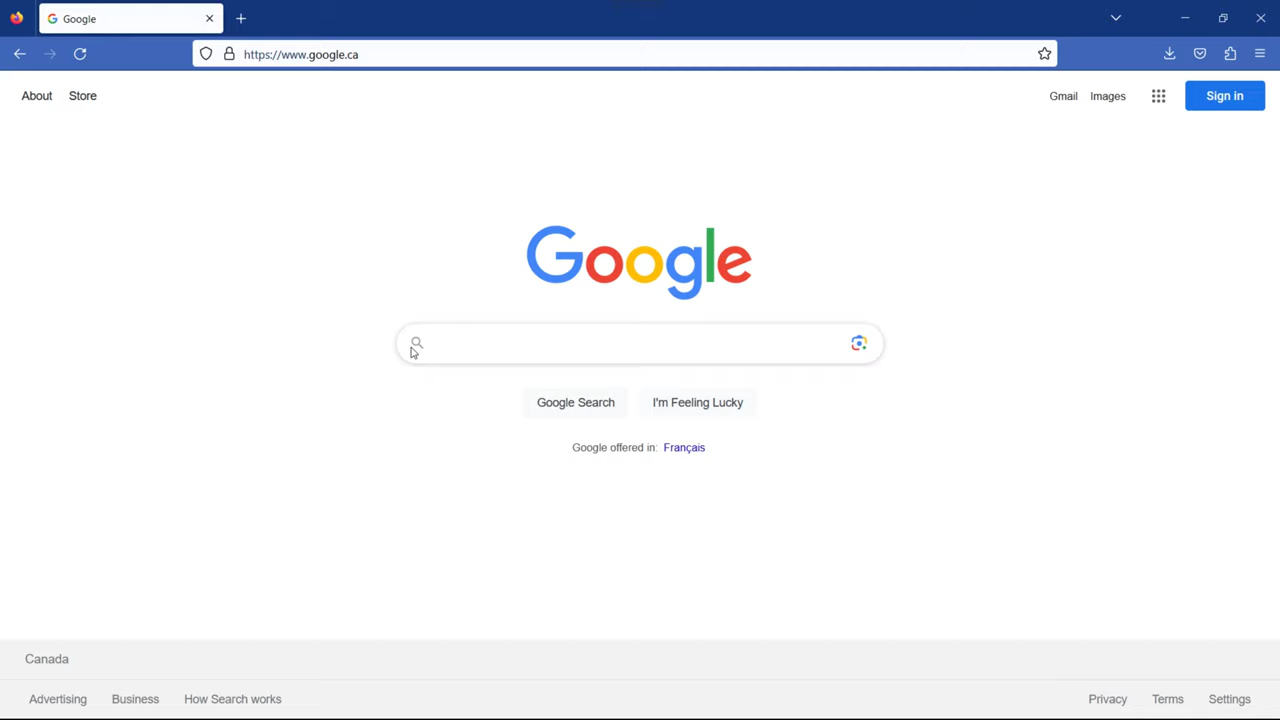 Google
https://www.google.ca
About Store
Gmail Images Sign in
Google
Google Search I'm Feeling Lucky
Google offered in: Français
Canada
Advertising Business How Search works
Privacy Terms Settings